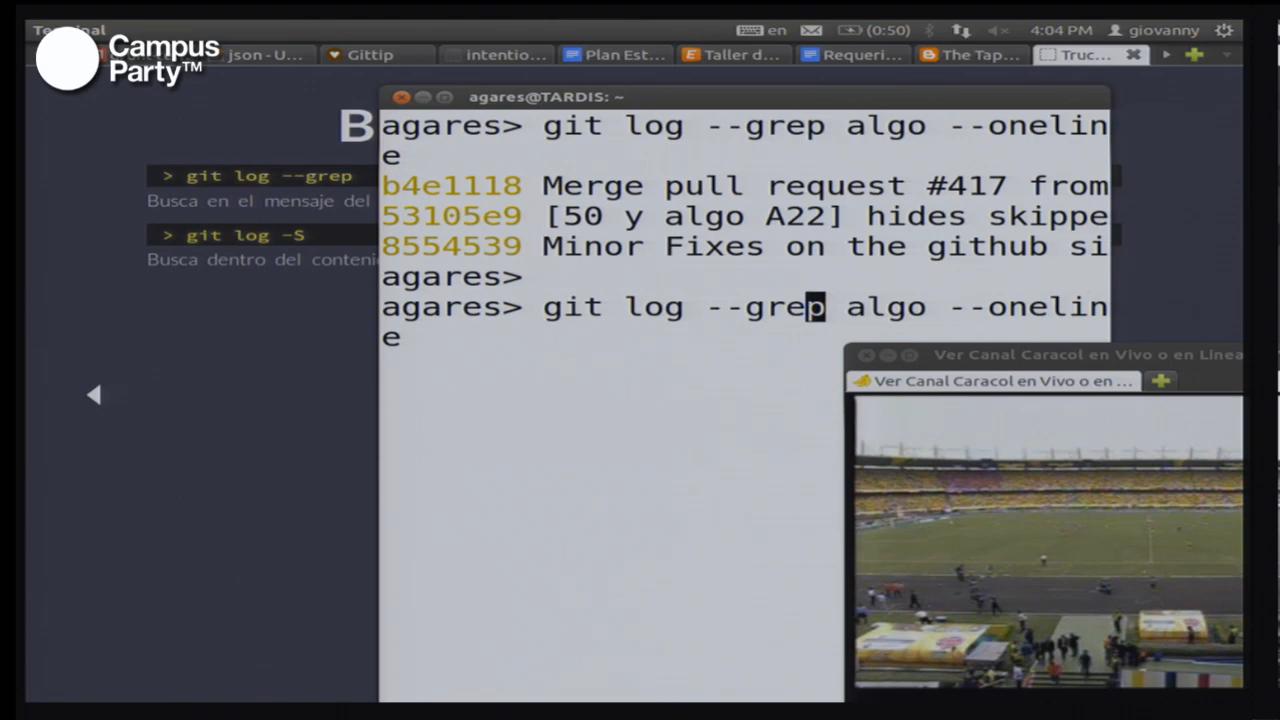 Terminal
en
(0:50)
4:04 PM
giovanny
Campus
Party™
json - U...
Gittip
intentio...
Plan Est...
Taller d...
Requeri...
The Tap...
Truc...
agares@TARDIS: ~
B
> git log --grep
Busca en el mensaje del
> git log -S
Busca dentro del conteni
agares> git log --grep algo --onelin
e
b4e1118 Merge pull request #417 from
53105e9 [50 y algo A22] hides skippe
8554539 Minor Fixes on the github si
agares>
agares> git log --grep algo --onelin
e
Ver Canal Caracol en Vivo o en Linea
Ver Canal Caracol en Vivo o en ...